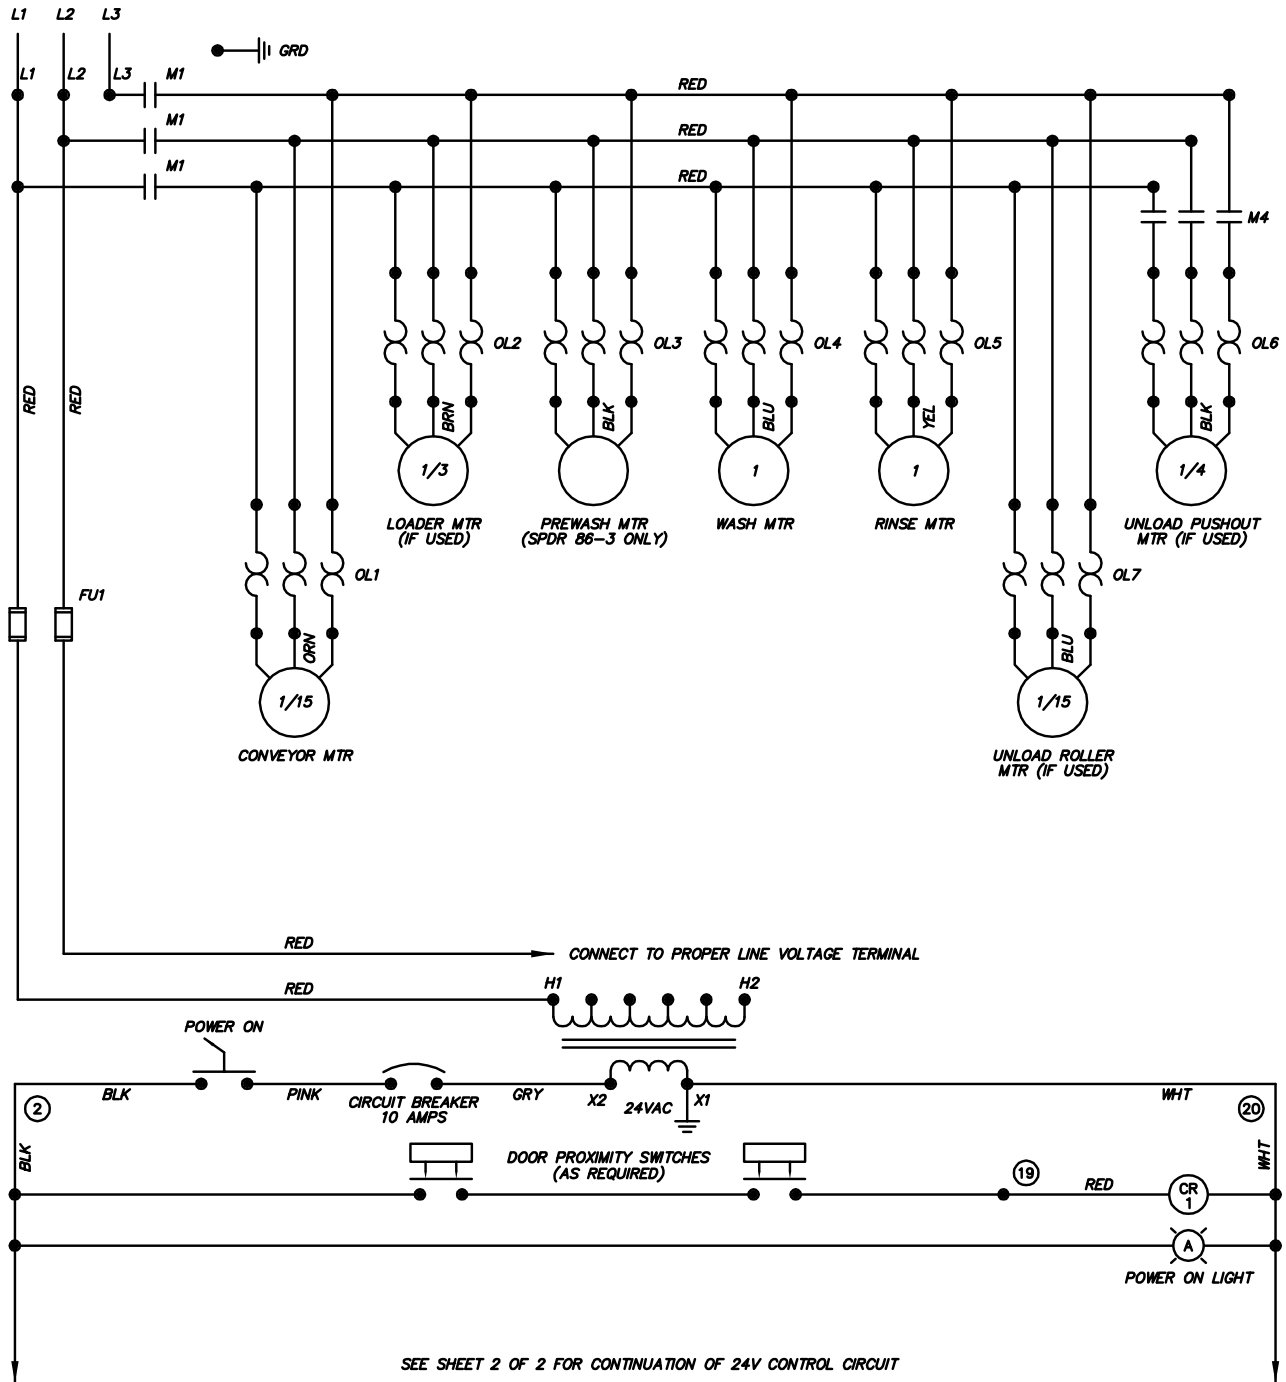 L1 L2 L3
GRD
L1 L2 L3 M1
RED
M1
RED
M1
RED
M4
OL2 OL3 OL4 OL5 OL6
RED RED
BRN BLK BLU YEL BLK
1/3 1 1 1/4
LOADER MTR
(IF USED)
PREWASH MTR
(SPDR 86-3 ONLY)
WASH MTR
RINSE MTR
UNLOAD PUSHOUT
MTR (IF USED)
OL1 OL7
FU1
ORN BLU
1/15 1/15
CONVEYOR MTR
UNLOAD ROLLER
MTR (IF USED)
RED
CONNECT TO PROPER LINE VOLTAGE TERMINAL
RED
H1 H2
POWER ON
BLK PINK
CIRCUIT BREAKER
10 AMPS
GRY X2 24VAC X1 WHT
2 20
BLK WHT
DOOR PROXIMITY SWITCHES
(AS REQUIRED)
19
RED
CR
1
A
POWER ON LIGHT
SEE SHEET 2 OF 2 FOR CONTINUATION OF 24V CONTROL CIRCUIT